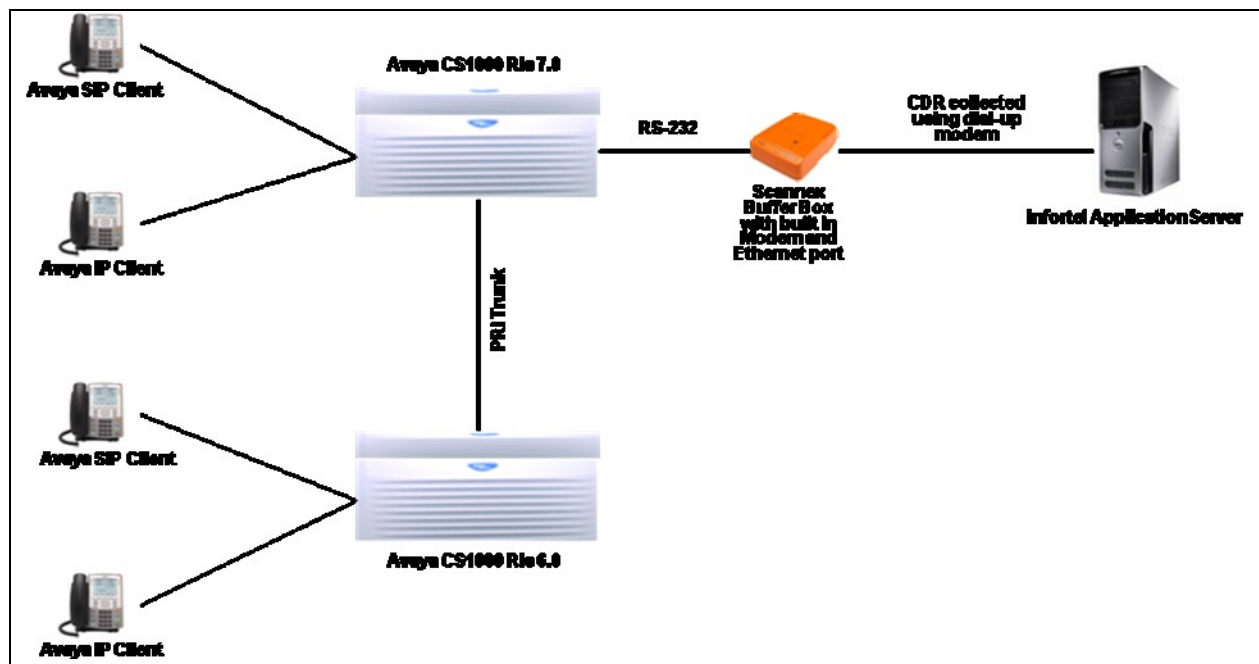 Avaya SIP Client
Avaya CS1000 Rls 7.0
RS-232
CDR collected
using dial-up
modem
Avaya IP Client
Scannex
Buffer Box
with built in
Modem and
Ethernet port
Infortel Application Server
PRI Trunk
Avaya SIP Client
Avaya CS1000 Rls 6.0
Avaya IP Client